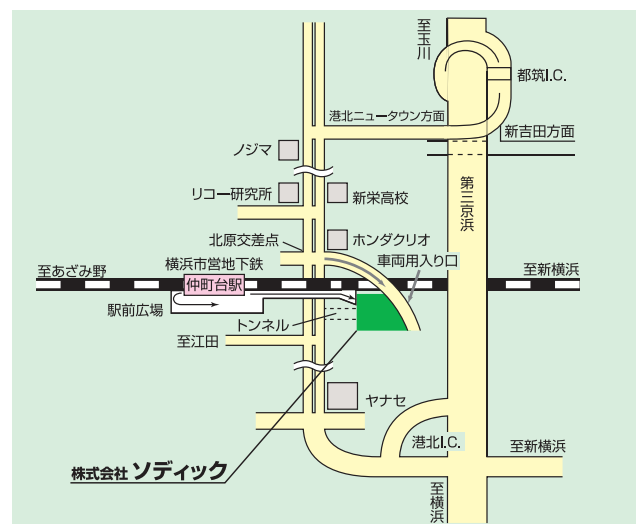 至玉川
都筑I.C.
港北ニュータウン方面
新吉田方面
ノジマ
リコー研究所
新栄高校
第三京浜
北原交差点
ホンダクリオ
車両用入り口
横浜市営地下鉄
至あざみ野
至新横浜
仲町台駅
駅前広場
トンネル
至江田
ヤナセ
港北I.C.
至新横浜
株式会社 ソディック
至横浜